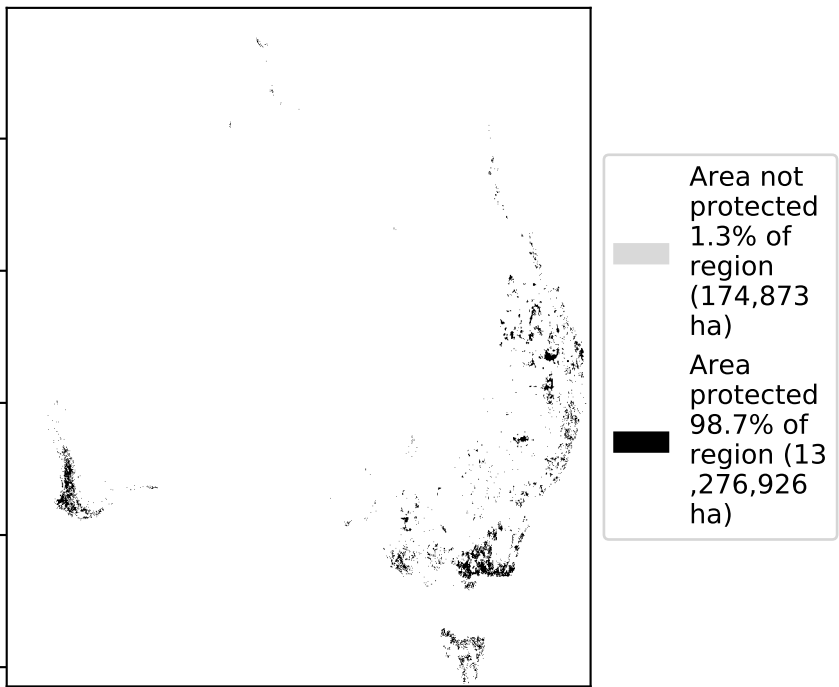 Area not
protected
1.3% of
region
(174,873
ha)
Area
protected
98.7% of
region (13
,276,926
ha)